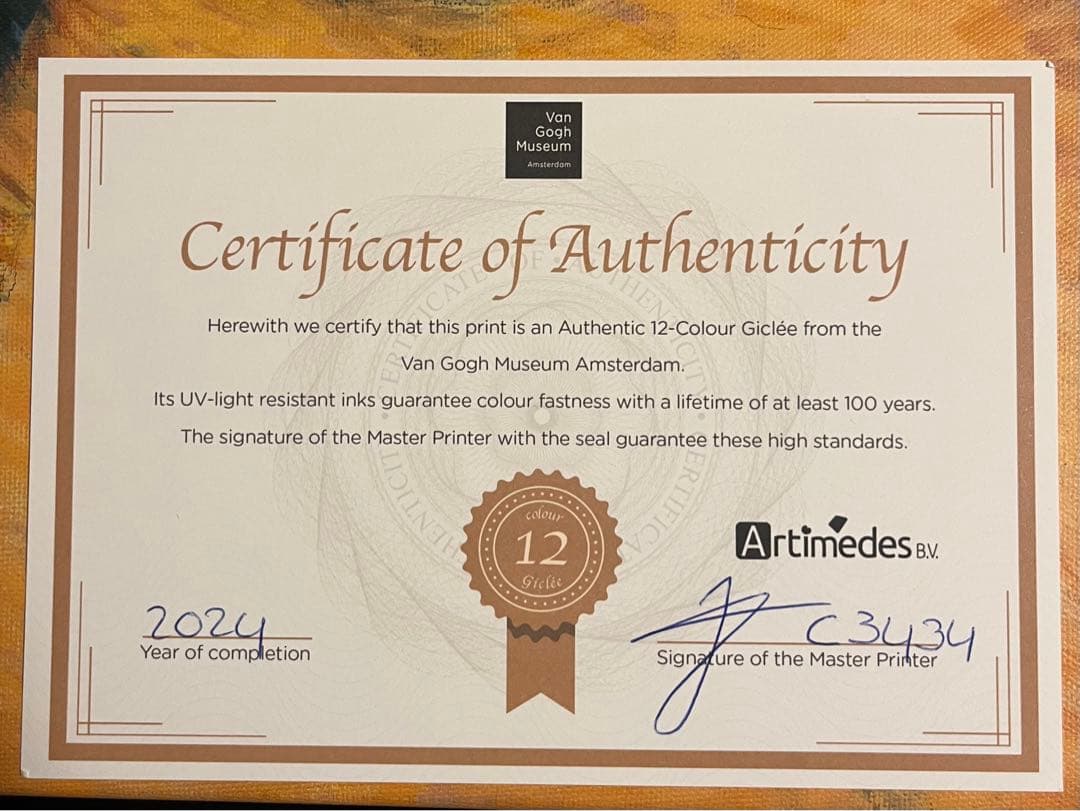 Van
Gogh
Museum
Amsterdam
Certificate of Authenticity
Herewith we certify that this print is an Authentic 12-Colour Giclée from the
Van Gogh Museum Amsterdam.
Its UV-light resistant inks guarantee colour fastness with a lifetime of at least 100 years.
The signature of the Master Printer with the seal guarantee these high standards.
CERTIFICATE OF AUTHENTICITY
colour
12
Giclée
Artimedes B.V.
2024
Year of completion
C3434
Signature of the Master Printer